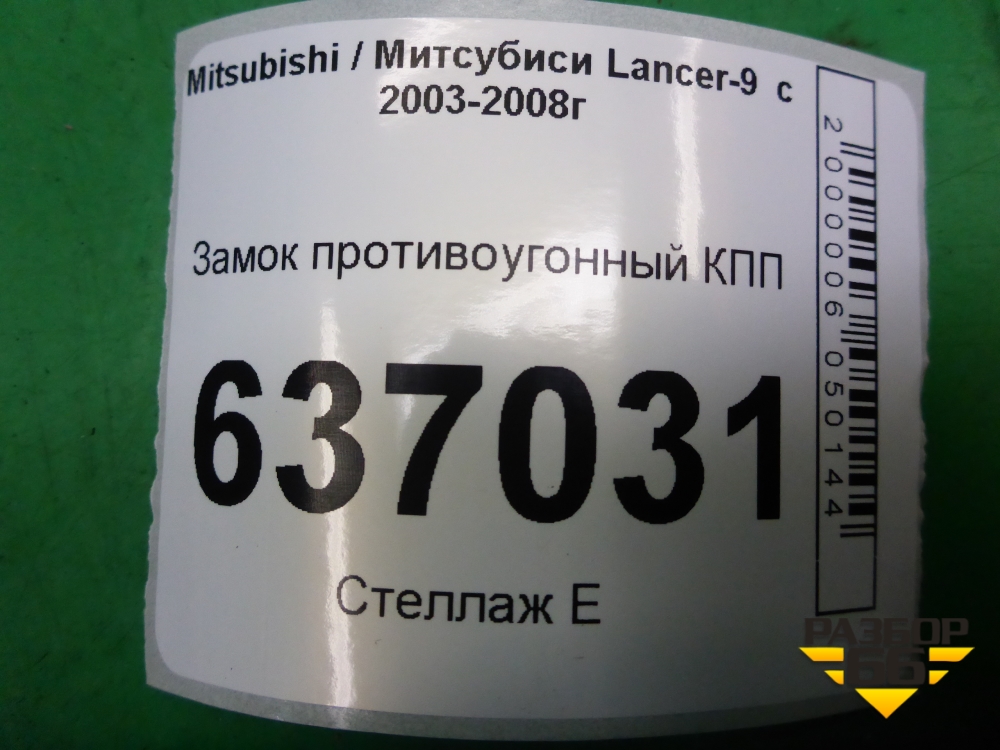 Mitsubishi / Митсубиси Lancer-9 с
2003-2008г
Замок противоугонный КПП
637031
Стеллаж Е
2000006050144
РАЗБОР
66